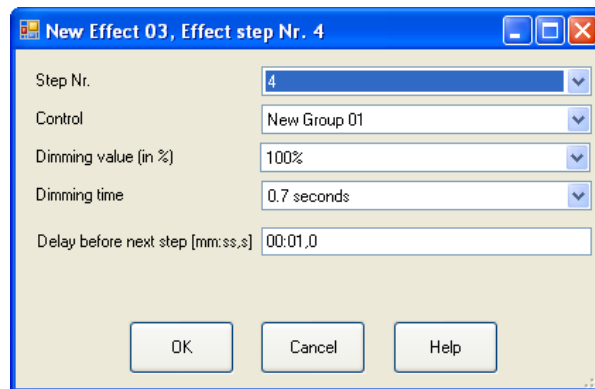 New Effect 03, Effect step Nr. 4
Step Nr. 4
Control New Group 01
Dimming value (in %) 100%
Dimming time 0.7 seconds
Delay before next step [mm:ss,s] 00:01,0
OK Cancel Help